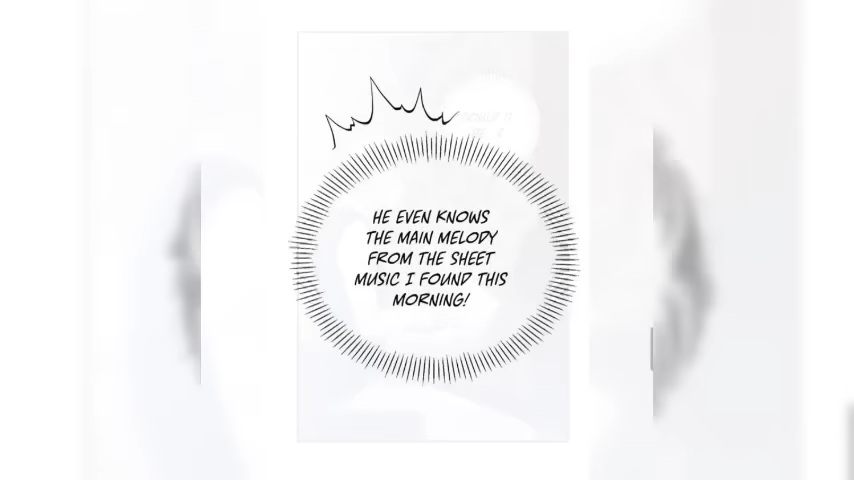 HE EVEN KNOWS
THE MAIN MELODY
FROM THE SHEET
MUSIC I FOUND THIS
MORNING!